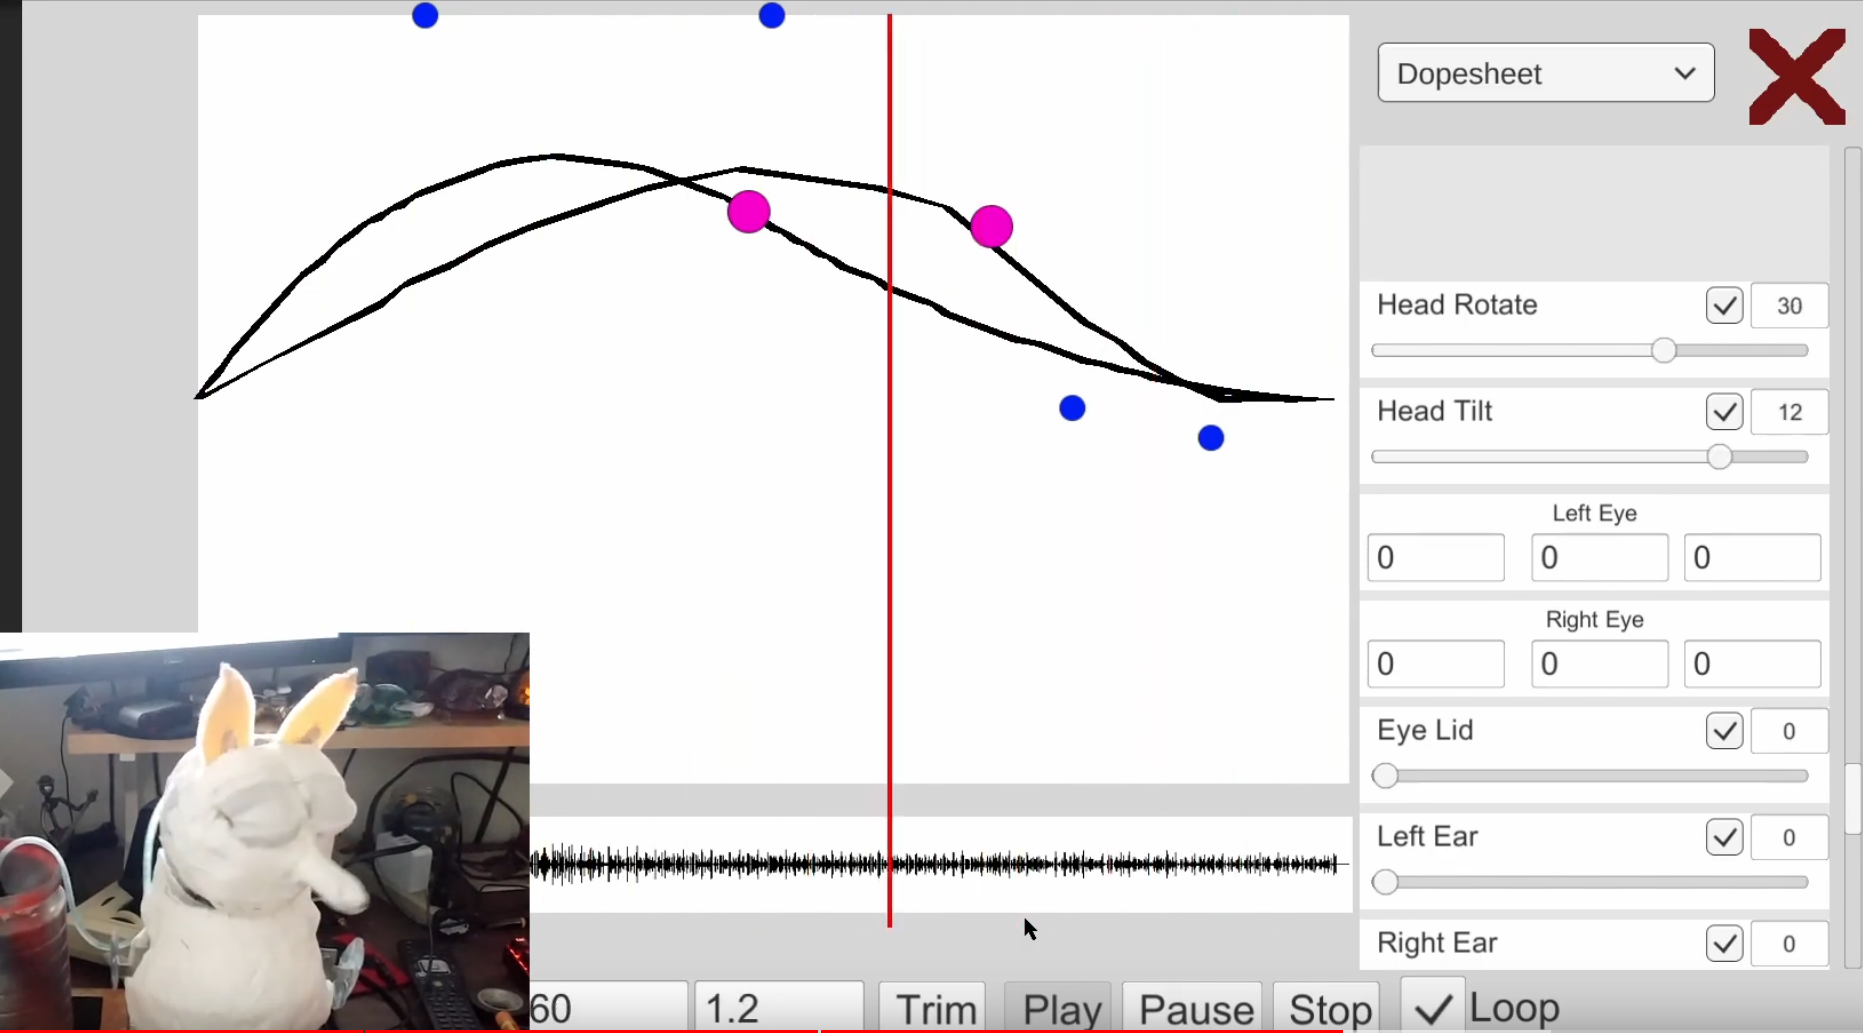 Dopesheet
Head Rotate 30
Head Tilt 12
Left Eye
0 0 0
Right Eye
0 0 0
Eye Lid 0
Left Ear 0
Right Ear 0
60 1.2 Trim Play Pause Stop Loop